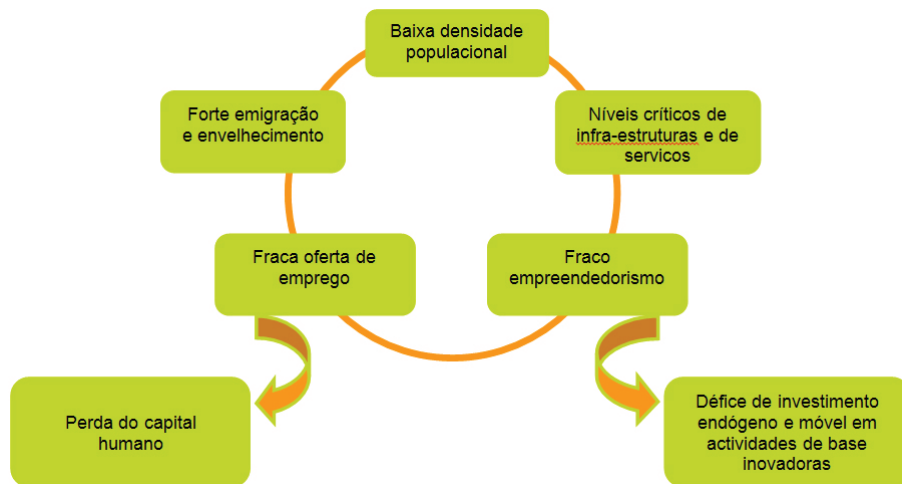 Baixa densidade
populacional
Forte emigração
e envelhecimento
Níveis críticos de
infra-estruturas e de
servicos
Fraca oferta de
emprego
Fraco
empreendedorismo
Perda do capital
humano
Défice de investimento
endógeno e móvel em
actividades de base
inovadoras